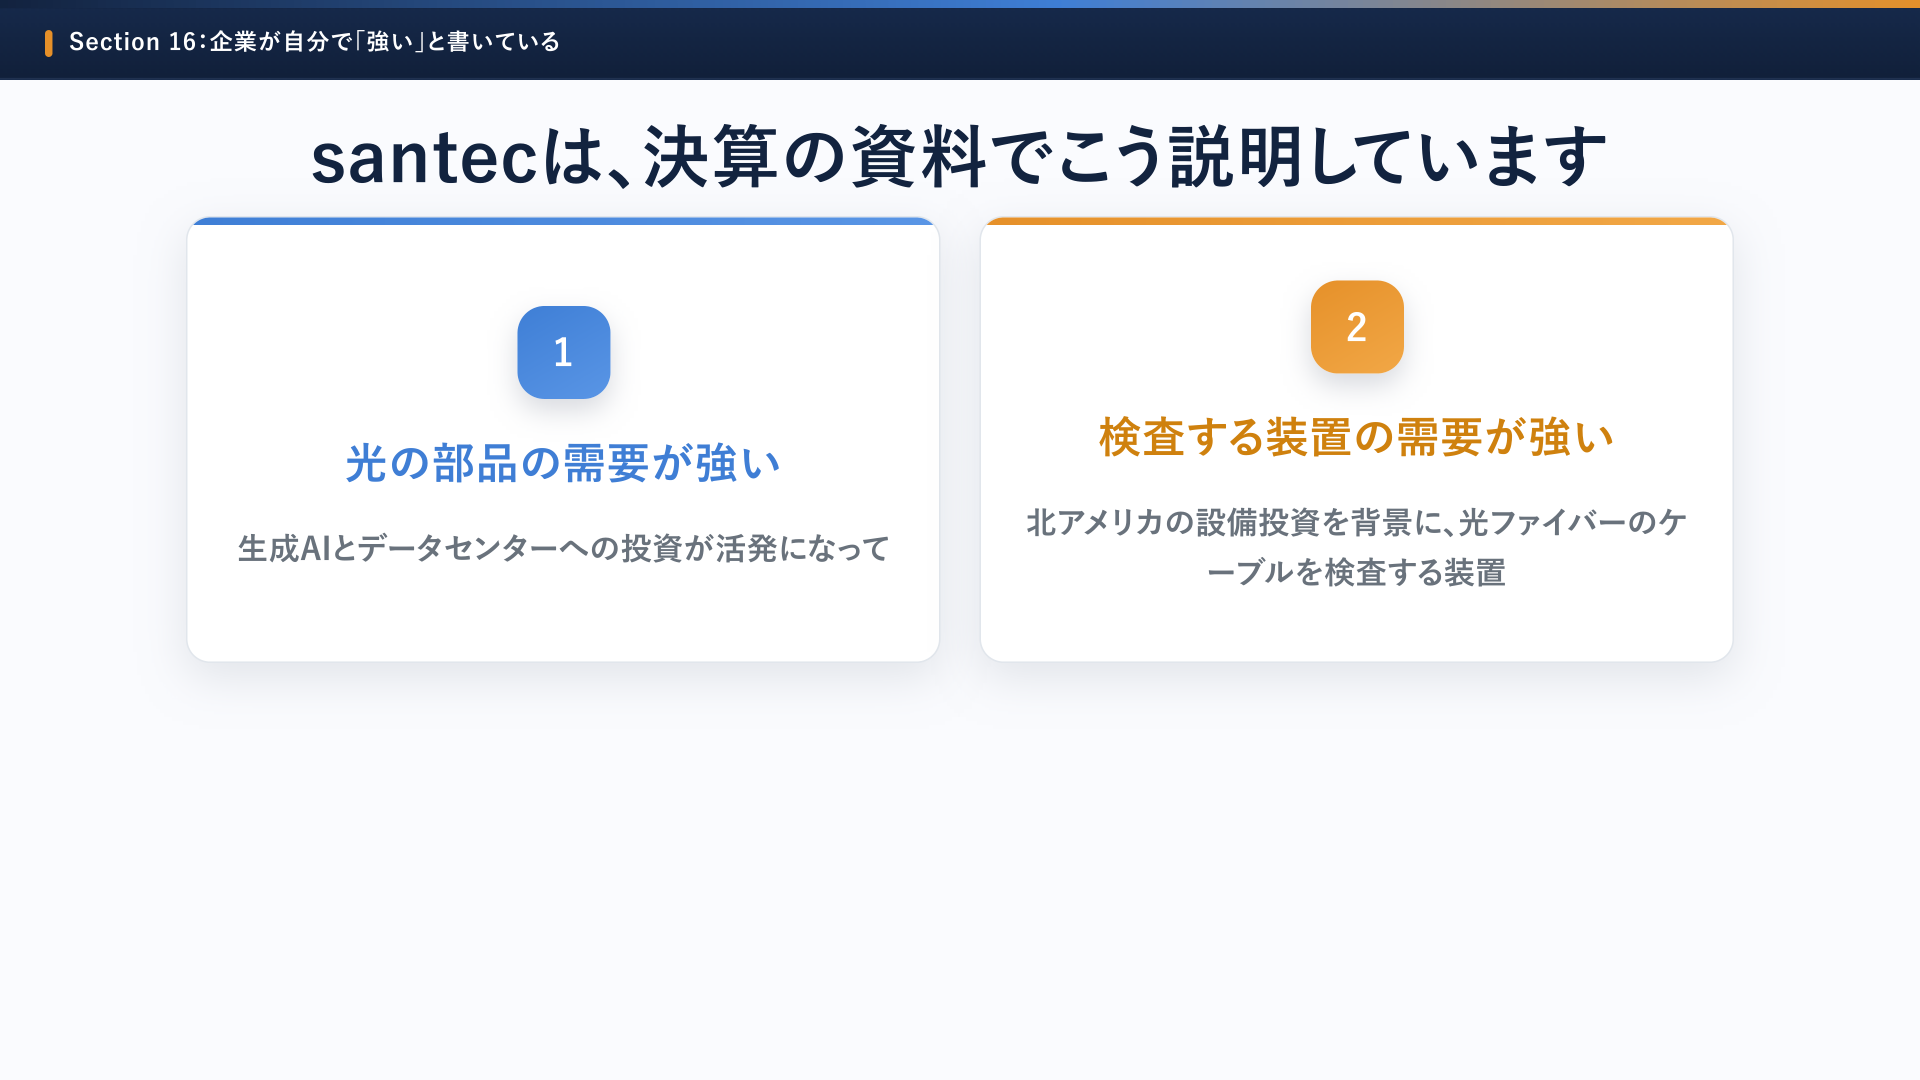 Section 16：企業が自分で「強い」と書いている
santecは、決算の資料でこう説明しています
1
光の部品の需要が強い
生成AIとデータセンターへの投資が活発になって
2
検査する装置の需要が強い
北アメリカの設備投資を背景に、光ファイバーのケ
ーブルを検査する装置